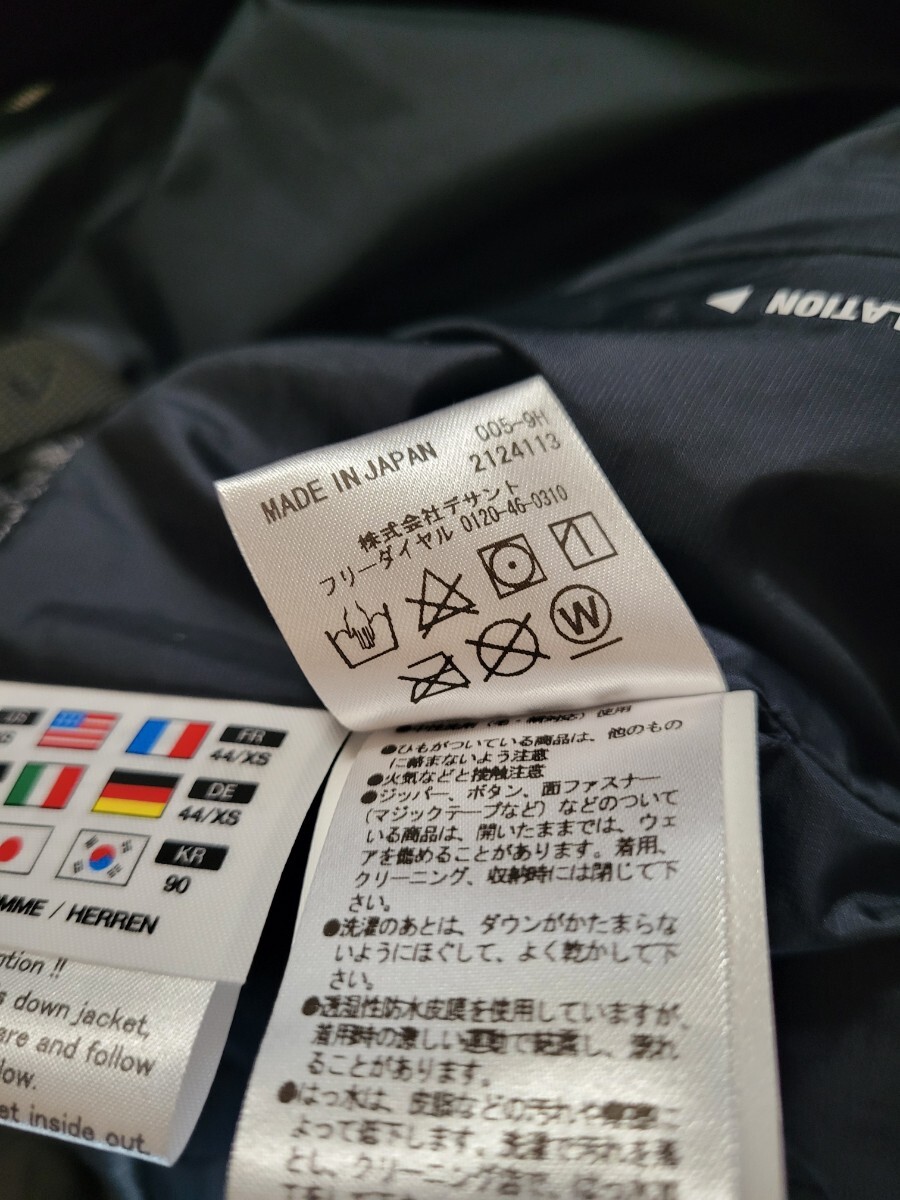 LATION
MADE IN JAPAN
005-9H
2124113
株式会社デサント
フリーダイヤル 0120-46-0310
W
FR
44/XS
DE
44/XS
KR
90
MME / HERREN
ntion !!
s down jacket,
are and follow
low.
et inside out.
使用
●ひもがついている商品は、他のもの
に絡まないよう注意
●火気などと接触注意
●ジッパー、ボタン、面ファスナー
(マジックテープなど)などのついて
いる商品は、開いたままでは、ウェ
アを傷めることがあります。着用、
クリーニング、収納時には閉じて下
さい。
●洗濯のあとは、ダウンがかたまらな
いようにほぐして、よく乾かして下
さい。
●透湿性防水皮膜を使用していますが、
着用時の激しい運動で結露し、濡れ
ることがあります。
●はっ水は、皮脂などの汚れや摩擦に
よって低下します。洗濯で汚れを落
とし、クリーニング店で、はっ水